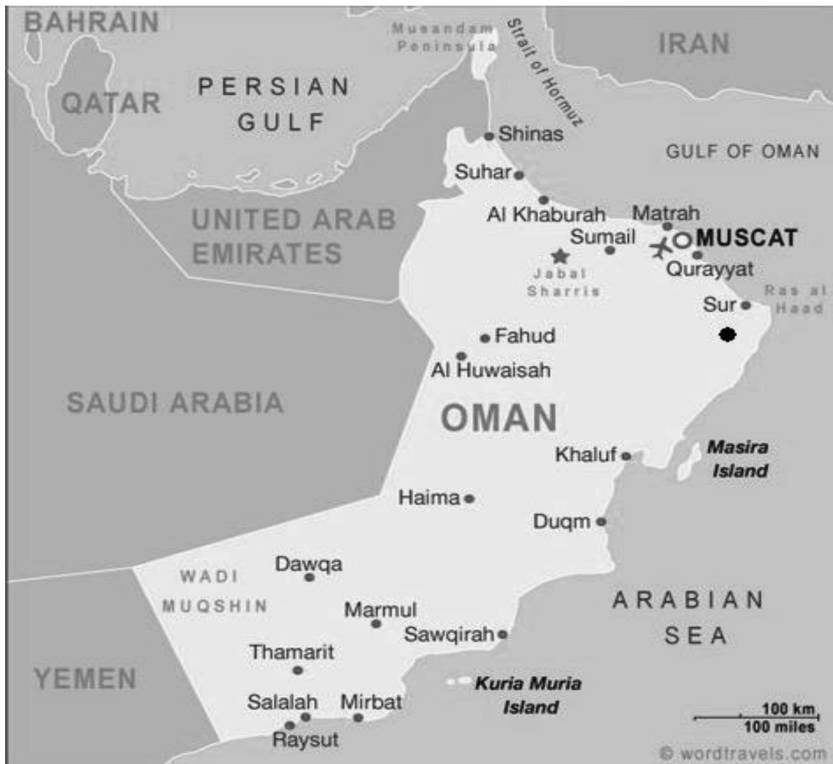 BAHRAIN
Musandam
Peninsula
Strait of Hormuz
IRAN
QATAR
PERSIAN
GULF
Shinas
GULF OF OMAN
Suhar
UNITED ARAB
EMIRATES
Al Khaburah
Matrah
Sumail
MUSCAT
Jabal
Sharris
Qurayyat
Ras al
Haad
Sur
Fahud
Al Huwaisah
SAUDI ARABIA
OMAN
Khaluf
Masira
Island
Haima
Duqm
Dawqa
WADI
MUQSHIN
Marmul
ARABIAN
SEA
Sawqirah
Thamarit
YEMEN
Kuria Muria
Island
Salalah
Mirbat
Raysut
100 km
100 miles
© wordtravels.com